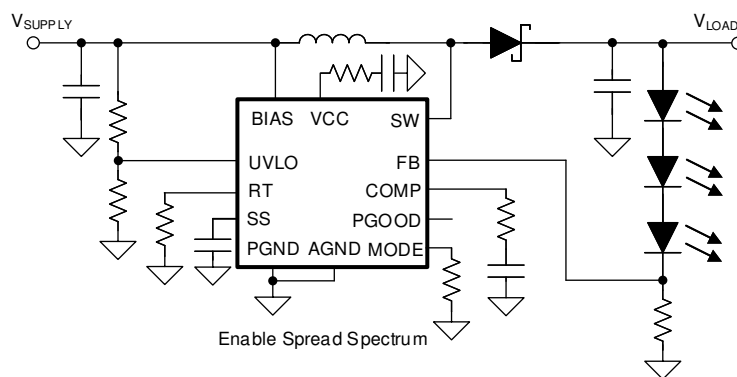 VSUPPLY
VLOAD
BIAS VCC SW
UVLO FB
RT COMP
SS PGOOD
PGND AGND MODE
Enable Spread Spectrum